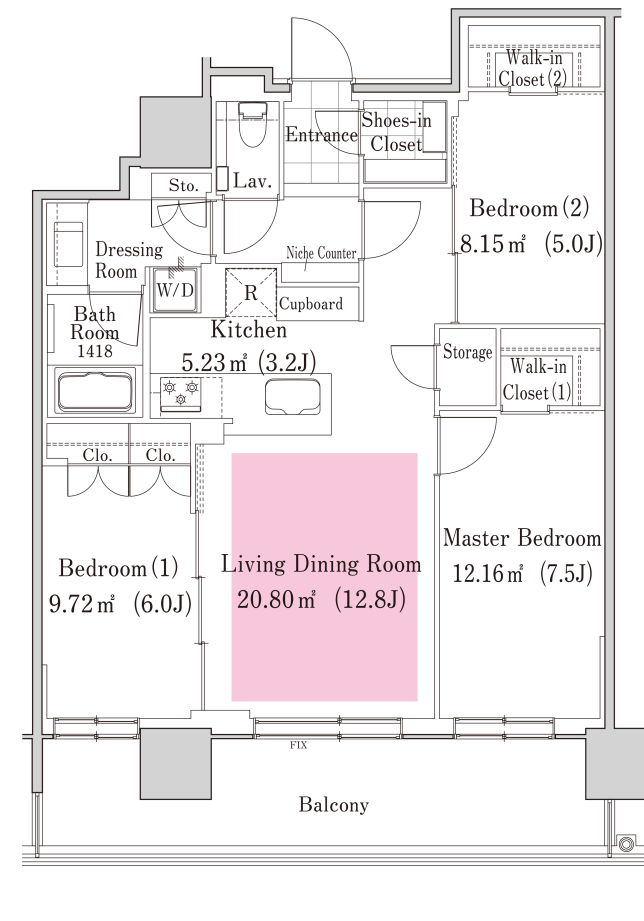 Walk-in
Closet(2)
Shoes-in
Closet
Entrance
Lav.
Sto.
Bedroom(2)
8.15㎡ (5.0J)
Dressing
Room
Niche Counter
W/D
R
Cupboard
Bath
Room
1418
Kitchen
5.23㎡ (3.2J)
Storage
Walk-in
Closet(1)
Clo.
Clo.
Master Bedroom
12.16㎡ (7.5J)
Living Dining Room
20.80㎡ (12.8J)
Bedroom(1)
9.72㎡ (6.0J)
FIX
Balcony